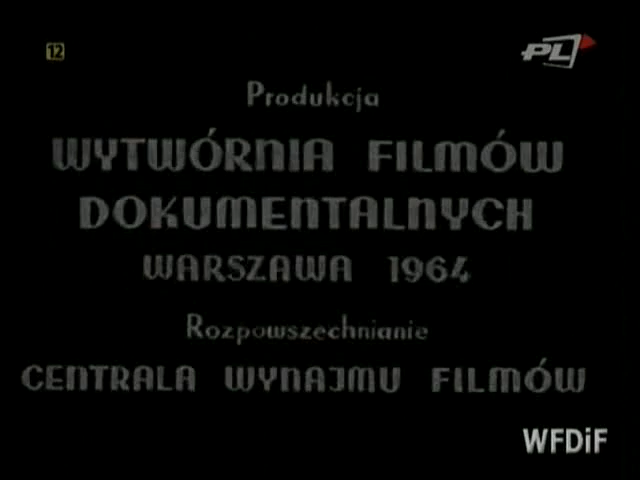 12
PL
Produkcja
WYTWÓRNIA FILMÓW
DOKUMENTALNYCH
WARSZAWA 1964
Rozpowszechnianie
CENTRALA WYNAJMU FILMÓW
WFDiF